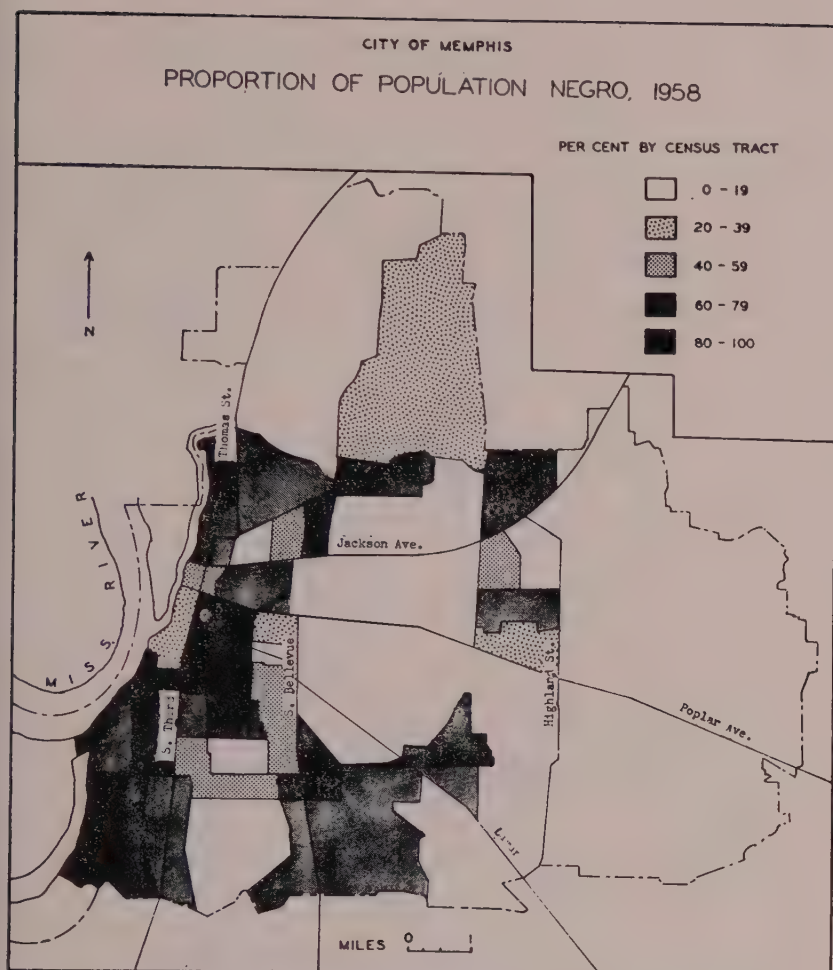 CITY OF MEMPHIS
PROPORTION OF POPULATION NEGRO, 1958
PER CENT BY CENSUS TRACT
0 - 19
20 - 39
40 - 59
60 - 79
80 - 100
N
Thomas St.
MISS. RIVER
Jackson Ave.
S. Bellevue
S. Third
Highland St.
Poplar Ave.
MILES 0 1